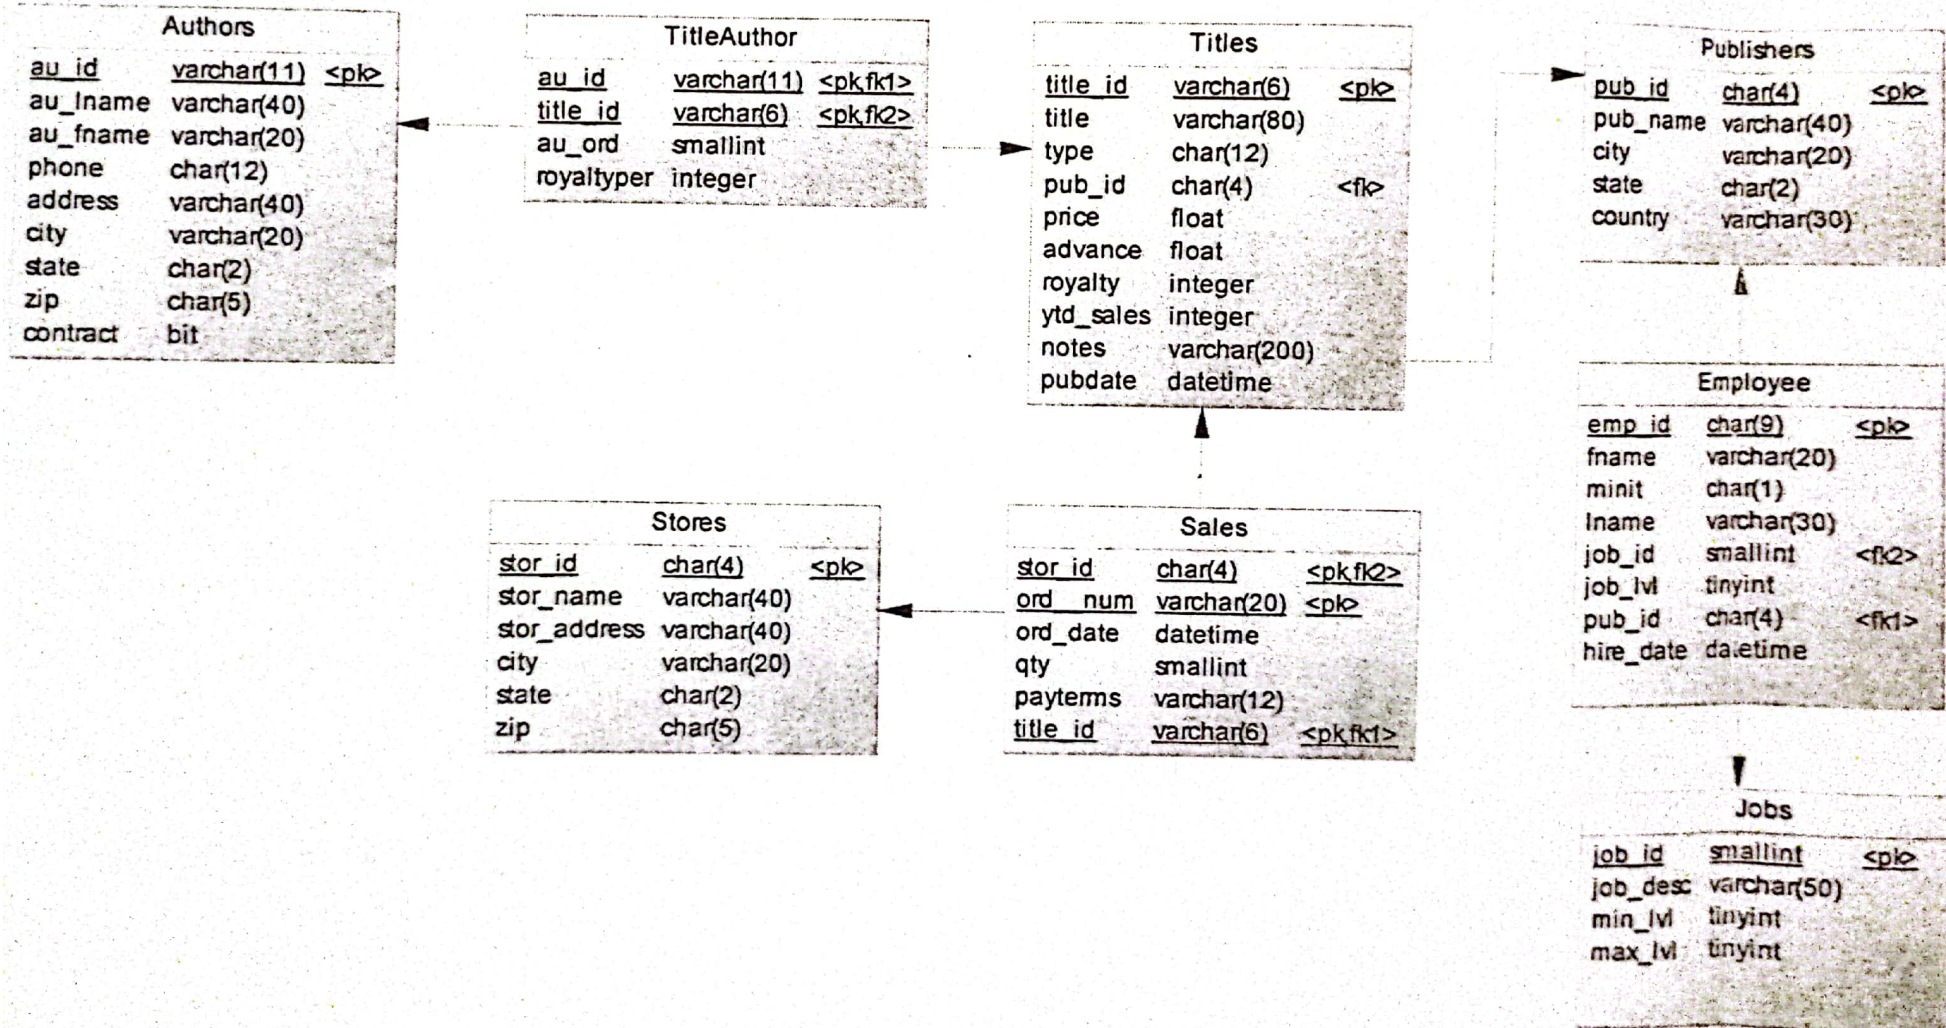 Authors
au_id varchar(11) <pk>
au_lname varchar(40)
au_fname varchar(20)
phone char(12)
address varchar(40)
city varchar(20)
state char(2)
zip char(5)
contract bit
TitleAuthor
au_id varchar(11) <pk,fk1>
title_id varchar(6) <pk,fk2>
au_ord smallint
royaltyper integer
Titles
title_id varchar(6) <pk>
title varchar(80)
type char(12)
pub_id char(4) <fk>
price float
advance float
royalty integer
ytd_sales integer
notes varchar(200)
pubdate datetime
Publishers
pub_id char(4) <pk>
pub_name varchar(40)
city varchar(20)
state char(2)
country varchar(30)
Employee
emp_id char(9) <pk>
fname varchar(20)
minit char(1)
lname varchar(30)
job_id smallint <fk2>
job_lvl tinyint
pub_id char(4) <fk1>
hire_date datetime
Stores
stor_id char(4) <pk>
stor_name varchar(40)
stor_address varchar(40)
city varchar(20)
state char(2)
zip char(5)
Sales
stor_id char(4) <pk,fk2>
ord_num varchar(20) <pk>
ord_date datetime
qty smallint
payterms varchar(12)
title_id varchar(6) <pk,fk1>
Jobs
job_id smallint <pk>
job_desc varchar(50)
min_lvl tinyint
max_lvl tinyint